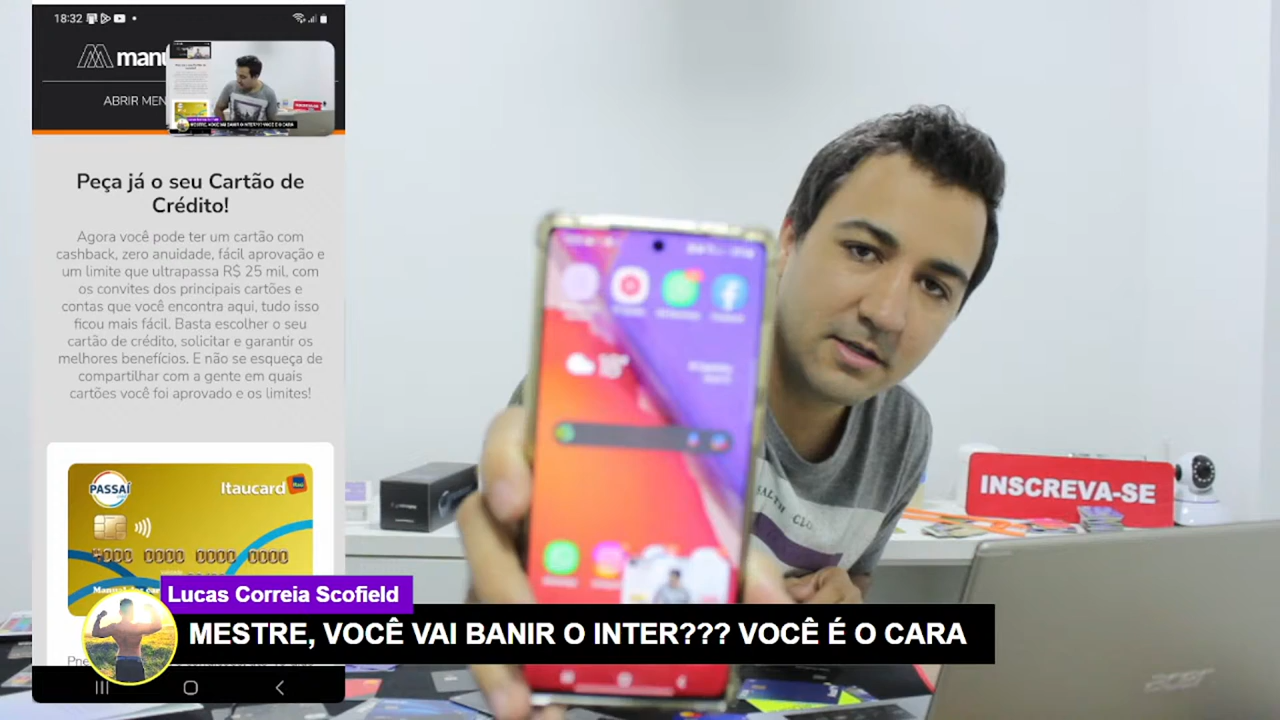 18:32
manu
ABRIR MEN
Peça já o seu Cartão de
Crédito!
Agora você pode ter um cartão com
cashback, zero anuidade, fácil aprovação e
um limite que ultrapassa R$ 25 mil, com
os convites dos principais cartões e
contas que você encontra aqui, tudo isso
ficou mais fácil. Basta escolher o seu
cartão de crédito, solicitar e garantir os
melhores benefícios. E não se esqueça de
compartilhar com a gente em quais
cartões você foi aprovado e os limites!
PASSAÍ
Itaucard
4000 0000 0000 0000
Lucas Correia Scofield
MESTRE, VOCÊ VAI BANIR O INTER??? VOCÊ É O CARA
INSCREVA-SE
acer